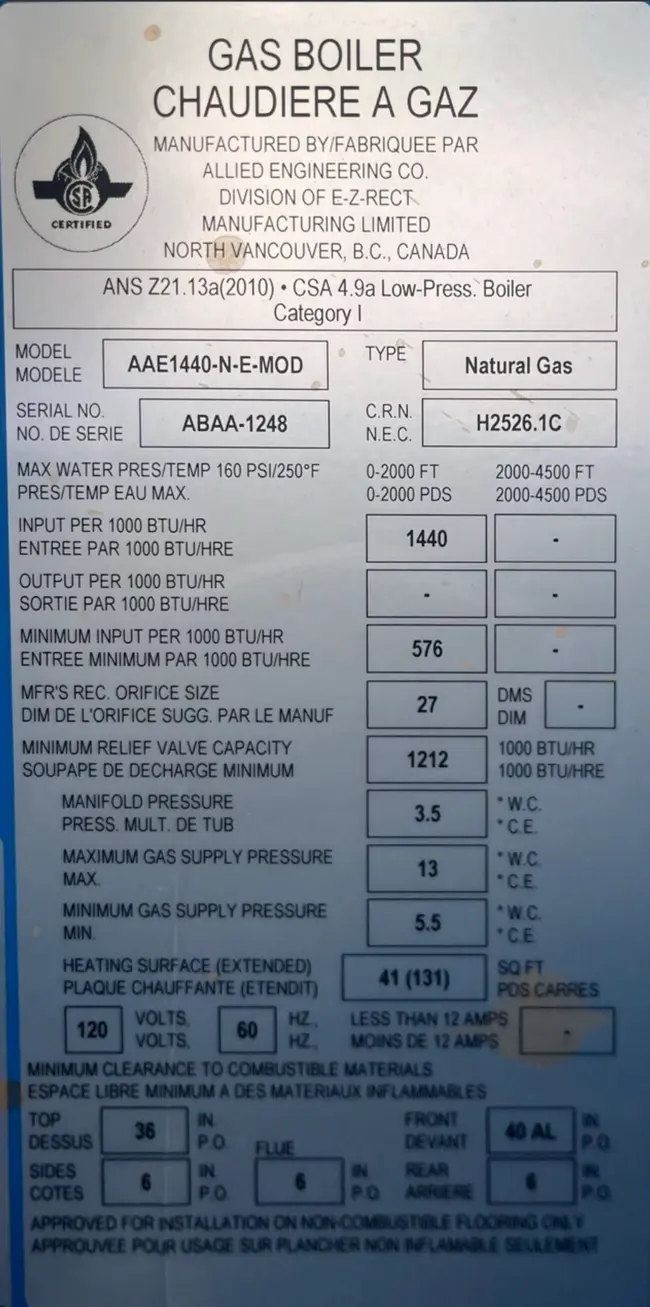 GAS BOILER
CHAUDIERE A GAZ
MANUFACTURED BY/FABRIQUEE PAR
ALLIED ENGINEERING CO.
DIVISION OF E-Z-RECT
MANUFACTURING LIMITED
NORTH VANCOUVER, B.C., CANADA
CSA
CERTIFIED
ANS Z21.13a(2010) • CSA 4.9a Low-Press. Boiler
Category I
MODEL
MODELE
AAE1440-N-E-MOD
TYPE
Natural Gas
SERIAL NO.
NO. DE SERIE
ABAA-1248
C.R.N.
N.E.C.
H2526.1C
MAX WATER PRES/TEMP 160 PSI/250°F
PRES/TEMP EAU MAX.
0-2000 FT
0-2000 PDS
2000-4500 FT
2000-4500 PDS
INPUT PER 1000 BTU/HR
ENTREE PAR 1000 BTU/HRE
1440
-
OUTPUT PER 1000 BTU/HR
SORTIE PAR 1000 BTU/HRE
-
-
MINIMUM INPUT PER 1000 BTU/HR
ENTREE MINIMUM PAR 1000 BTU/HRE
576
-
MFR'S REC. ORIFICE SIZE
DIM DE L'ORIFICE SUGG. PAR LE MANUF
27
DMS
DIM
-
MINIMUM RELIEF VALVE CAPACITY
SOUPAPE DE DECHARGE MINIMUM
1212
1000 BTU/HR
1000 BTU/HRE
MANIFOLD PRESSURE
PRESS. MULT. DE TUB
3.5
" W.C.
" C.E.
MAXIMUM GAS SUPPLY PRESSURE
MAX.
13
" W.C.
" C.E.
MINIMUM GAS SUPPLY PRESSURE
MIN.
5.5
" W.C.
" C.E.
HEATING SURFACE (EXTENDED)
PLAQUE CHAUFFANTE (ETENDIT)
41 (131)
SQ FT
PDS CARRES
120
VOLTS,
VOLTS,
60
HZ.,
HZ.,
LESS THAN 12 AMPS
MOINS DE 12 AMPS
-
MINIMUM CLEARANCE TO COMBUSTIBLE MATERIALS
ESPACE LIBRE MINIMUM A DES MATERIAUX INFLAMMABLES
TOP
DESSUS
36
IN.
P.O.
FRONT
DEVANT
40 AL
IN.
P.O.
SIDES
COTES
6
IN.
P.O.
FLUE
6
IN.
P.O.
REAR
ARRIERE
6
IN.
P.O.
APPROVED FOR INSTALLATION ON NON-COMBUSTIBLE FLOORING ONLY
APPROUVEE POUR USAGE SUR PLANCHER NON INFLAMABLE SEULEMENT